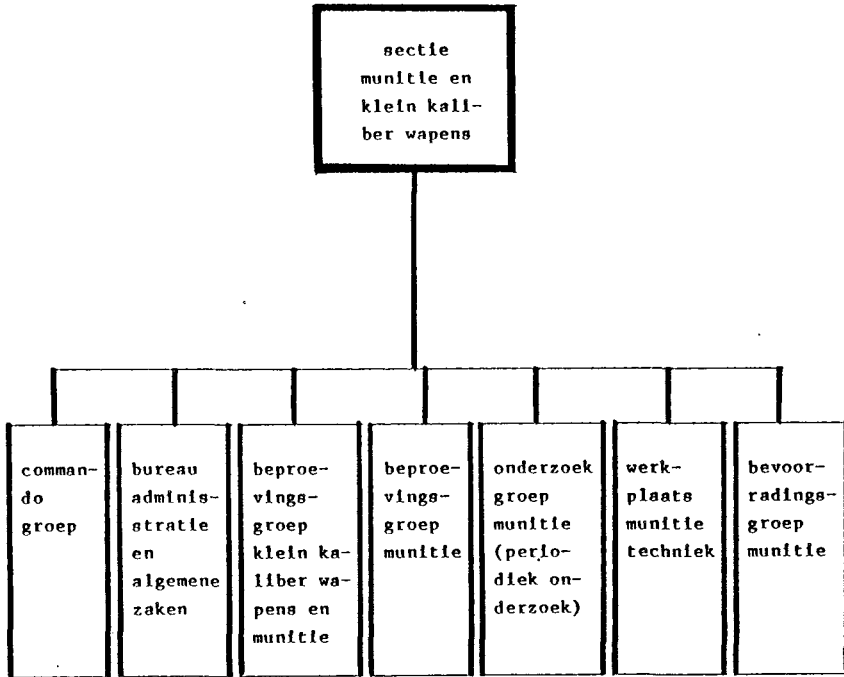 sectie
munitie en
klein kali-
ber wapens
comman-
do
groep
bureau
adminis-
stratie
en
algemene
zaken
beproe-
vings-
groep
klein ka-
liber wa-
pens en
munitie
beproe-
vings-
groep
munitie
onderzoek
groep
munitie
(perio-
diek on-
derzoek)
werk-
plaats
munitie
techniek
bevoor-
radings-
groep
munitie